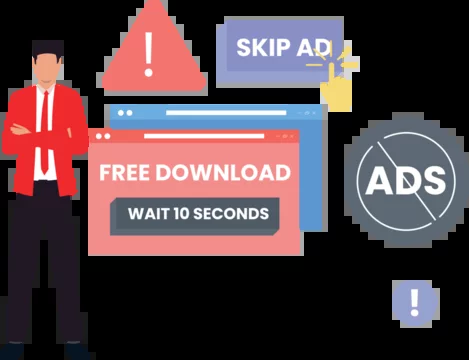 !
SKIP AD
FREE DOWNLOAD
WAIT 10 SECONDS
ADS
!